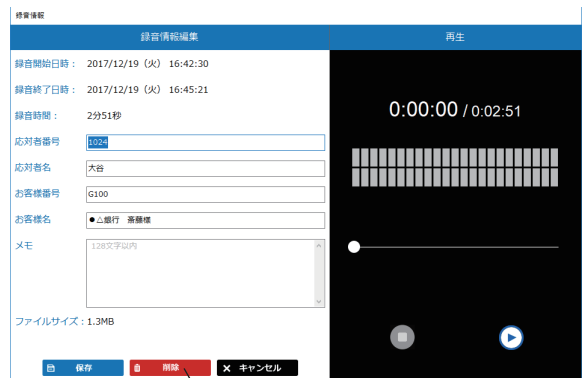 録音情報
録音情報編集
再生
録音開始日時： 2017/12/19（火） 16:42:30
録音終了日時： 2017/12/19（火） 16:45:21
録音時間： 2分51秒
0:00:00 / 0:02:51
応対者番号 1024
応対者名 大谷
お客様番号 G100
お客様名 ●△銀行 斎藤様
メモ 128文字以内
ファイルサイズ：1.3MB
保存 削除 × キャンセル